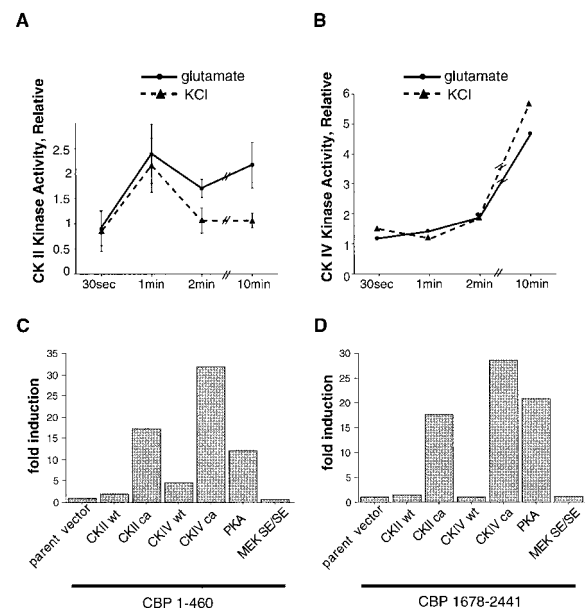 A
CK II Kinase Activity, Relative
glutamate
KCl
2.5
2
1.5
1
0.5
0
30sec
1min
2min
10min
B
CK IV Kinase Activity, Relative
glutamate
KCl
6
5
4
3
2
1
0
30sec
1min
2min
10min
C
fold induction
35
30
25
20
15
10
5
0
parent vector
CKII wt
CKII ca
CKIV wt
CKIV ca
PKA
MEK SE/SE
CBP 1-460
D
fold induction
30
25
20
15
10
5
0
parent vector
CKII wt
CKII ca
CKIV wt
CKIV ca
PKA
MEK SE/SE
CBP 1678-2441